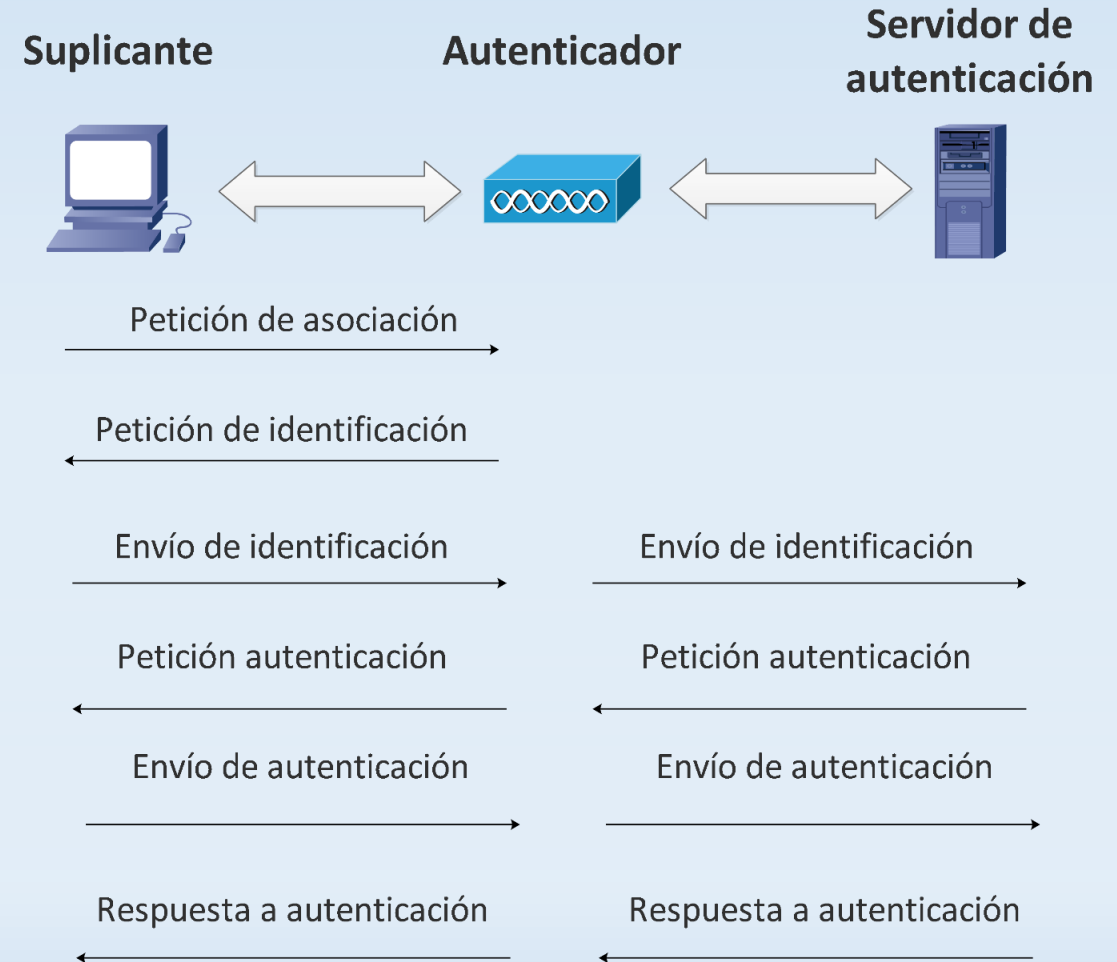 Suplicante
Autenticador
Servidor de
autenticación
Petición de asociación
Petición de identificación
Envío de identificación
Envío de identificación
Petición autenticación
Petición autenticación
Envío de autenticación
Envío de autenticación
Respuesta a autenticación
Respuesta a autenticación